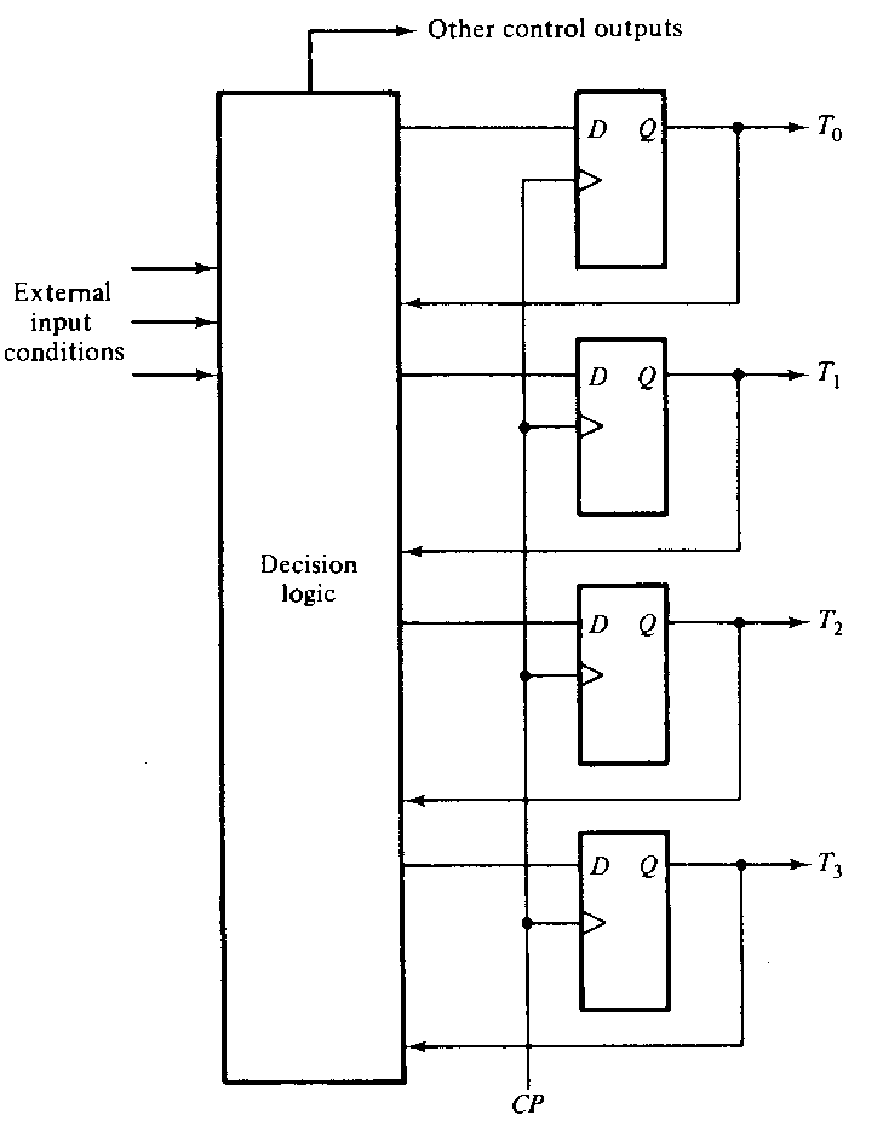 Other control outputs
D Q
T₀
External
input
conditions
D Q
T₁
Decision
logic
D Q
T₂
D Q
T₃
CP